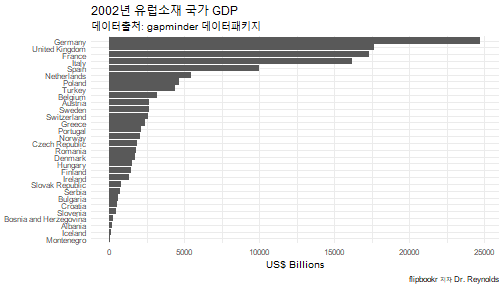 2002년 유럽소재 국가 GDP
데이터출처: gapminder 데이터패키지
Germany
United Kingdom
France
Italy
Spain
Netherlands
Poland
Turkey
Belgium
Austria
Sweden
Switzerland
Greece
Portugal
Norway
Czech Republic
Romania
Denmark
Hungary
Finland
Ireland
Slovak Republic
Serbia
Bulgaria
Croatia
Slovenia
Bosnia and Herzegovina
Albania
Iceland
Montenegro
0 5000 10000 15000 20000 25000
US$ Billions
flipbookr 저자 Dr. Reynolds